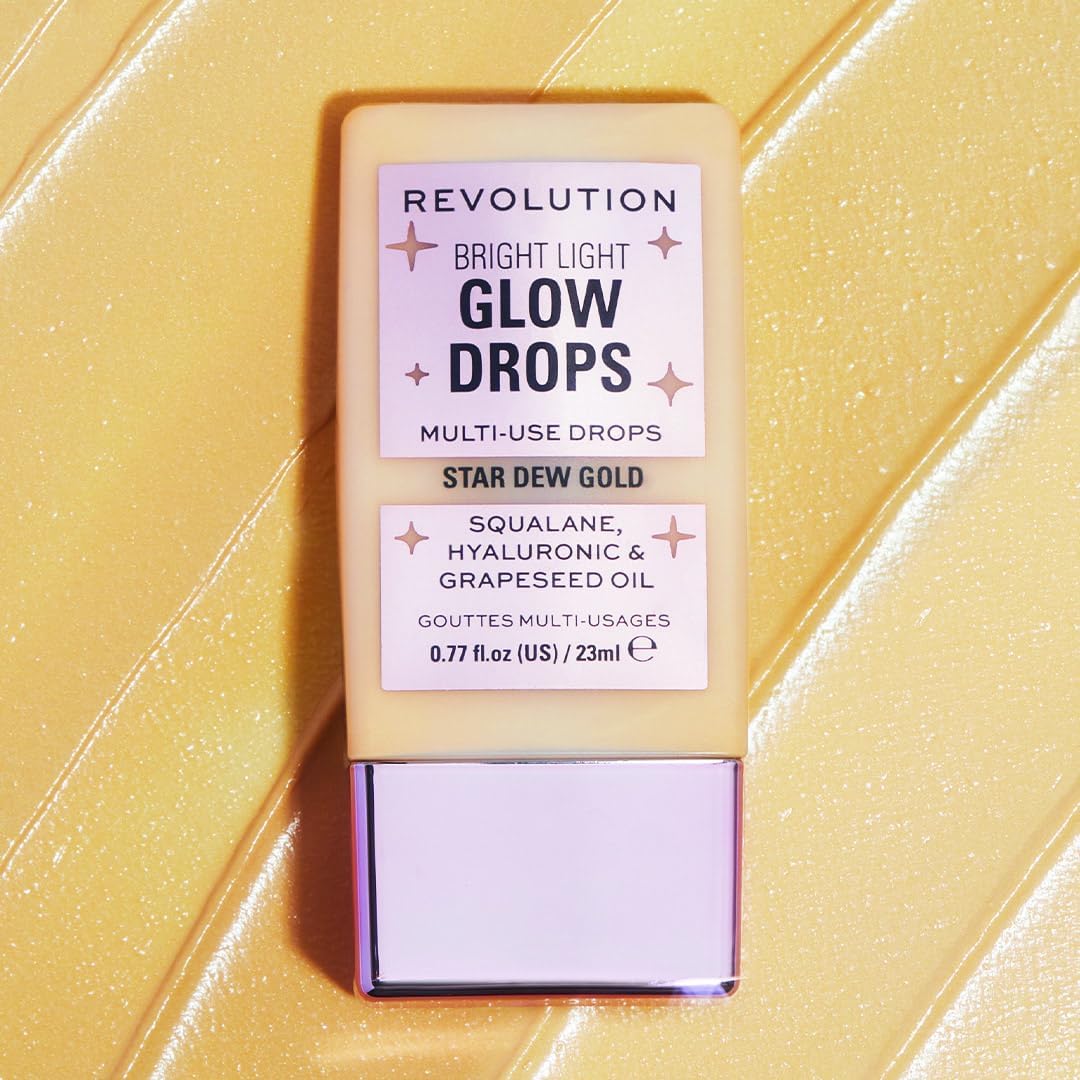 REVOLUTION
BRIGHT LIGHT
GLOW
DROPS
MULTI-USE DROPS
STAR DEW GOLD
SQUALANE,
HYALURONIC &
GRAPESEED OIL
GOUTTES MULTI-USAGES
0.77 fl.oz (US) / 23ml ℮